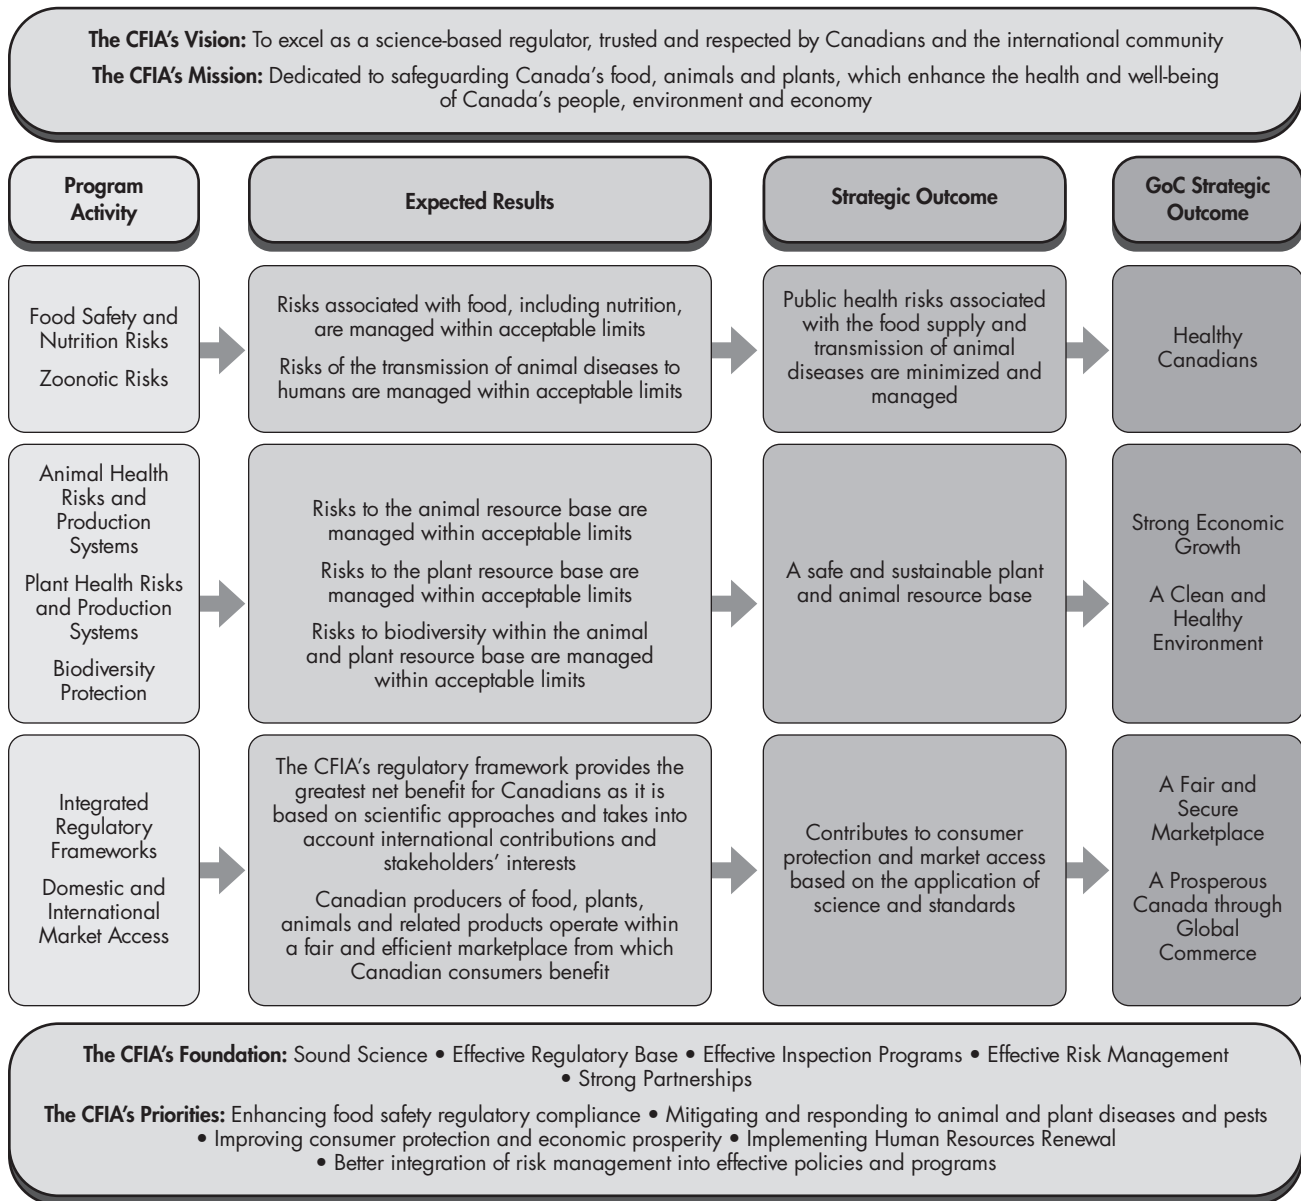 The CFIA’s Vision: To excel as a science-based regulator, trusted and respected by Canadians and the international community
The CFIA’s Mission: Dedicated to safeguarding Canada’s food, animals and plants, which enhance the health and well-being
of Canada’s people, environment and economy
Program
Activity
Expected Results
Strategic Outcome
GoC Strategic
Outcome
Food Safety and
Nutrition Risks
Zoonotic Risks
Risks associated with food, including nutrition,
are managed within acceptable limits
Risks of the transmission of animal diseases to
humans are managed within acceptable limits
Public health risks associated
with the food supply and
transmission of animal
diseases are minimized and
managed
Healthy
Canadians
Animal Health
Risks and
Production
Systems
Plant Health Risks
and Production
Systems
Biodiversity
Protection
Risks to the animal resource base are
managed within acceptable limits
Risks to the plant resource base are
managed within acceptable limits
Risks to biodiversity within the animal
and plant resource base are managed
within acceptable limits
A safe and sustainable plant
and animal resource base
Strong Economic
Growth
A Clean and
Healthy
Environment
Integrated
Regulatory
Frameworks
Domestic and
International
Market Access
The CFIA’s regulatory framework provides the
greatest net benefit for Canadians as it is
based on scientific approaches and takes into
account international contributions and
stakeholders’ interests
Canadian producers of food, plants,
animals and related products operate within
a fair and efficient marketplace from which
Canadian consumers benefit
Contributes to consumer
protection and market access
based on the application of
science and standards
A Fair and
Secure
Marketplace
A Prosperous
Canada through
Global
Commerce
The CFIA’s Foundation: Sound Science • Effective Regulatory Base • Effective Inspection Programs • Effective Risk Management
• Strong Partnerships
The CFIA’s Priorities: Enhancing food safety regulatory compliance • Mitigating and responding to animal and plant diseases and pests
• Improving consumer protection and economic prosperity • Implementing Human Resources Renewal
• Better integration of risk management into effective policies and programs